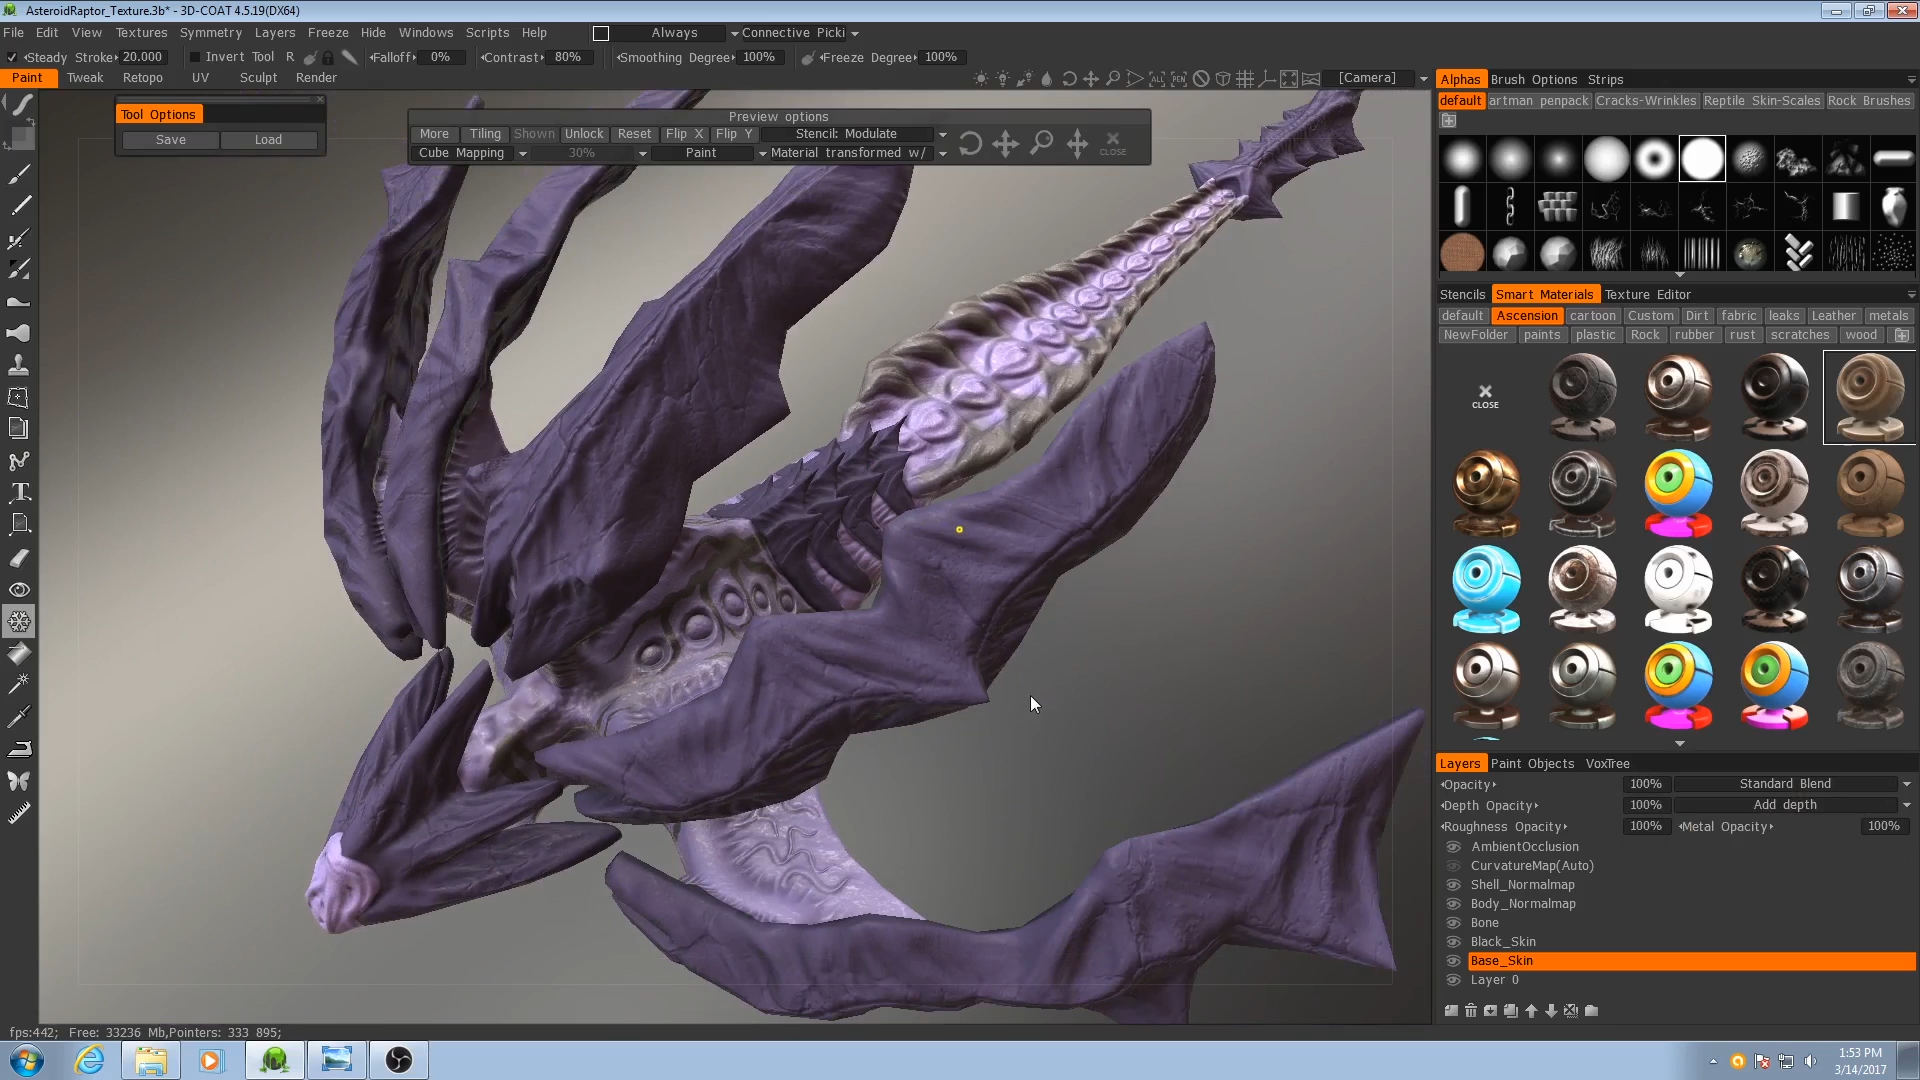 AsteroidRaptor_Texture.3b* - 3D-COAT 4.5.19(DX64)
File Edit View Textures Symmetry Layers Freeze Hide Windows Scripts Help Always Connective Picki
Steady Stroke 20.000 Invert Tool R Falloff 0% Contrast 80% Smoothing Degree 100% Freeze Degree 100%
Paint Tweak Retopo UV Sculpt Render [Camera]
Alphas Brush Options Strips
default artman penpack Cracks-Wrinkles Reptile Skin-Scales Rock Brushes
Tool Options
Save Load
Preview options
More Tiling Shown Unlock Reset Flip X Flip Y Stencil: Modulate
Cube Mapping 30% Paint Material transformed w/ CLOSE
Stencils Smart Materials Texture Editor
default Ascension cartoon Custom Dirt fabric leaks Leather metals
NewFolder paints plastic Rock rubber rust scratches wood
CLOSE
Layers Paint Objects VoxTree
Opacity 100% Standard Blend
Depth Opacity 100% Add depth
Roughness Opacity 100% Metal Opacity 100%
AmbientOcclusion
CurvatureMap(Auto)
Shell_Normalmap
Body_Normalmap
Bone
Black_Skin
Base_Skin
Layer 0
fps:442; Free: 33236 Mb,Pointers: 333 895;
1:53 PM
3/14/2017